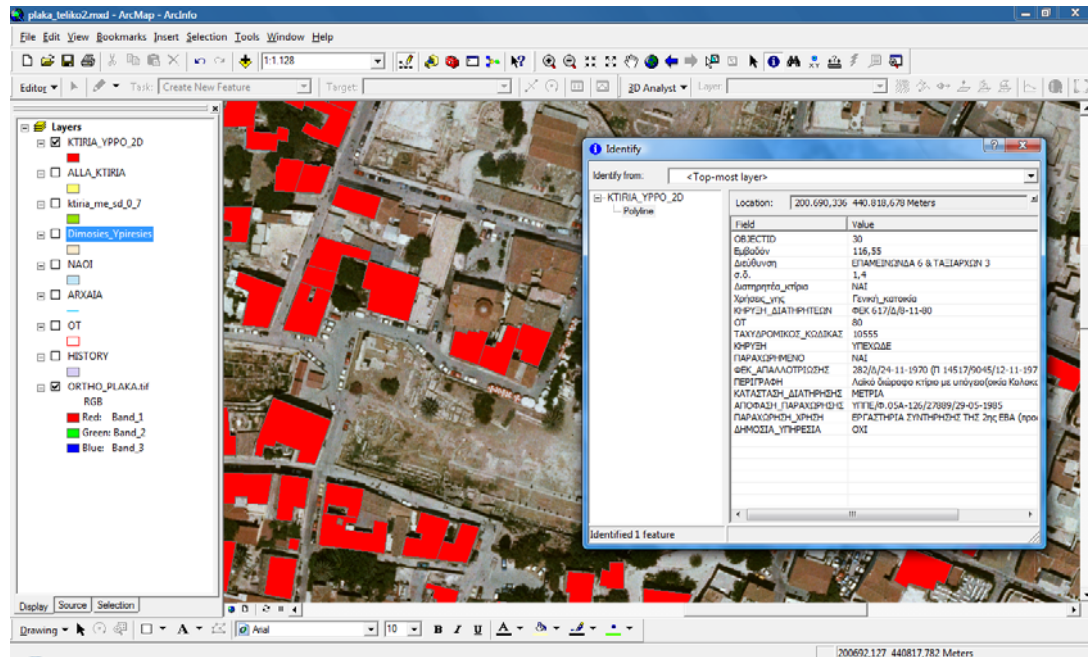 plaka_teliko2.mxd - ArcMap - ArcInfo
File Edit View Bookmarks Insert Selection Tools Window Help
1:1.128
Editor Task: Create New Feature Target: 3D Analyst Layer:
Layers
KTIRIA_YPPO_2D
ALLA_KTIRIA
ktiria_me_sd_0_7
Dimosies_Ypiresies
NAOI
ARXAIA
OT
HISTORY
ORTHO_PLAKA.tif
RGB
Red: Band_1
Green: Band_2
Blue: Band_3
Display Source Selection
Identify
Identify from: <Top-most layer>
KTIRIA_YPPO_2D
Polyline
Location: 200.690,336 440.818,678 Meters
Field Value
OBJECTID 30
Εμβαδόν 116,55
Διεύθυνση ΕΠΑΜΕΙΝΩΝΔΑ 6 & ΤΑΞΙΑΡΧΩΝ 3
σ.δ. 1,4
Διατηρητέα_κτίρια ΝΑΙ
Χρήσεις_γης Γενική_κατοικία
ΚΗΡΥΞΗ_ΔΙΑΤΗΡΗΤΕΩΝ ΦΕΚ 617/Δ/8-11-80
ΟΤ 80
ΤΑΧΥΔΡΟΜΙΚΟΣ_ΚΩΔΙΚΑΣ 10555
ΚΗΡΥΞΗ ΥΠΕΧΩΔΕ
ΠΑΡΑΧΩΡΗΜΕΝΟ ΝΑΙ
ΦΕΚ_ΑΠΑΛΛΟΤΡΙΩΣΗΣ 282/Δ/24-11-1970 (Π 14517/9045/12-11-197
ΠΕΡΙΓΡΑΦΗ Λαϊκό διώροφο κτίριο με υπόγειο(οικία Κολοκο
ΚΑΤΑΣΤΑΣΗ_ΔΙΑΤΗΡΗΣΗΣ ΜΕΤΡΙΑ
ΑΠΟΦΑΣΗ_ΠΑΡΑΧΩΡΗΣΗΣ ΥΠΠΕ/Φ.05Α-126/27889/29-05-1985
ΠΑΡΑΧΩΡΗΣΗ_ΧΡΗΣΗ ΕΡΓΑΣΤΗΡΙΑ ΣΥΝΤΗΡΗΣΗΣ ΤΗΣ 2ης ΕΒΑ (προ
ΔΗΜΟΣΙΑ_ΥΠΗΡΕΣΙΑ ΟΧΙ
Identified 1 feature
Drawing Arial 10 B I U A
200692,127 440817,782 Meters